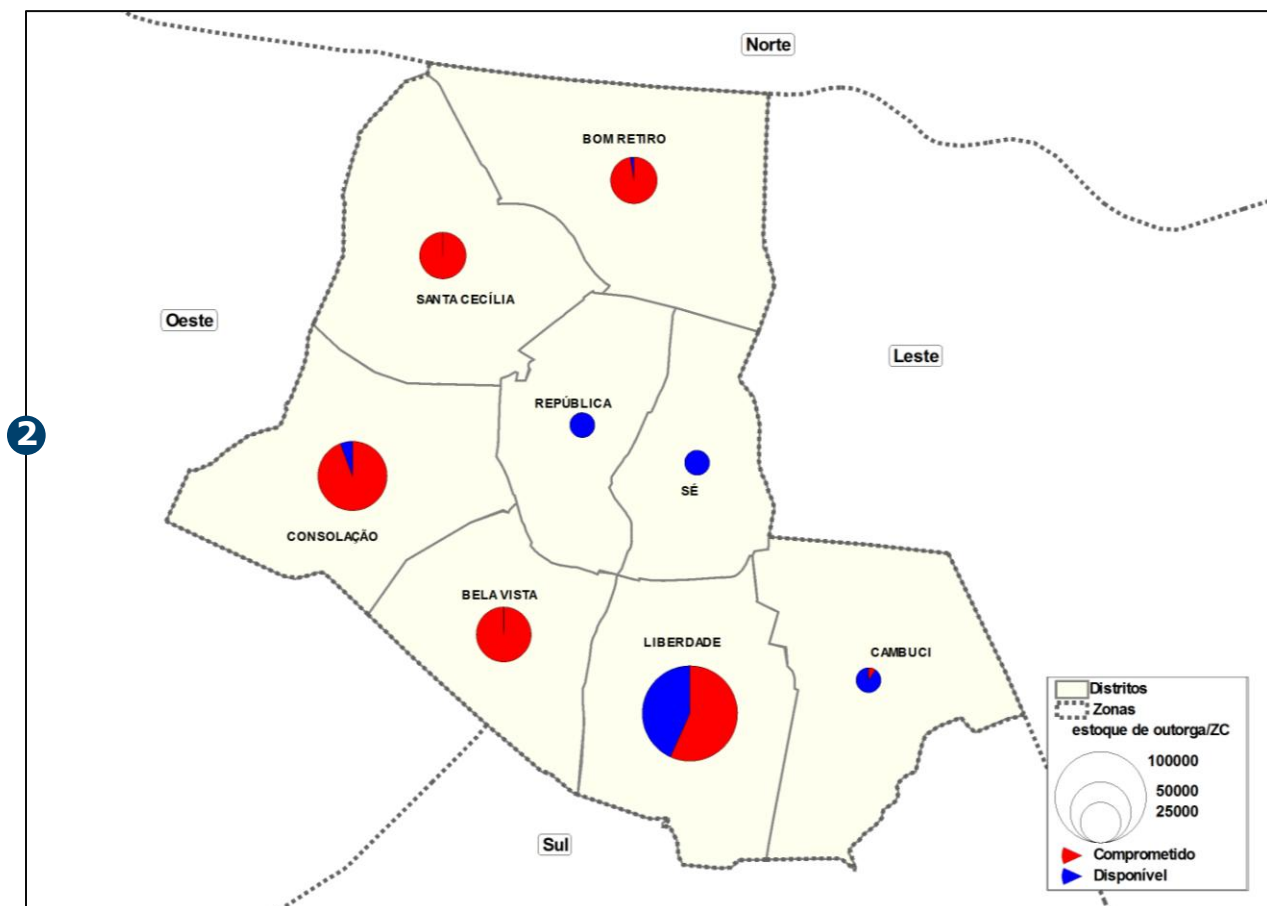 Norte
BOM RETIRO
SANTA CECÍLIA
Oeste
Leste
REPÚBLICA
2
SÉ
CONSOLAÇÃO
BELA VISTA
LIBERDADE
CAMBUCI
Sul
Distritos
Zonas
estoque de outorga/ZC
100000
50000
25000
Comprometido
Disponível